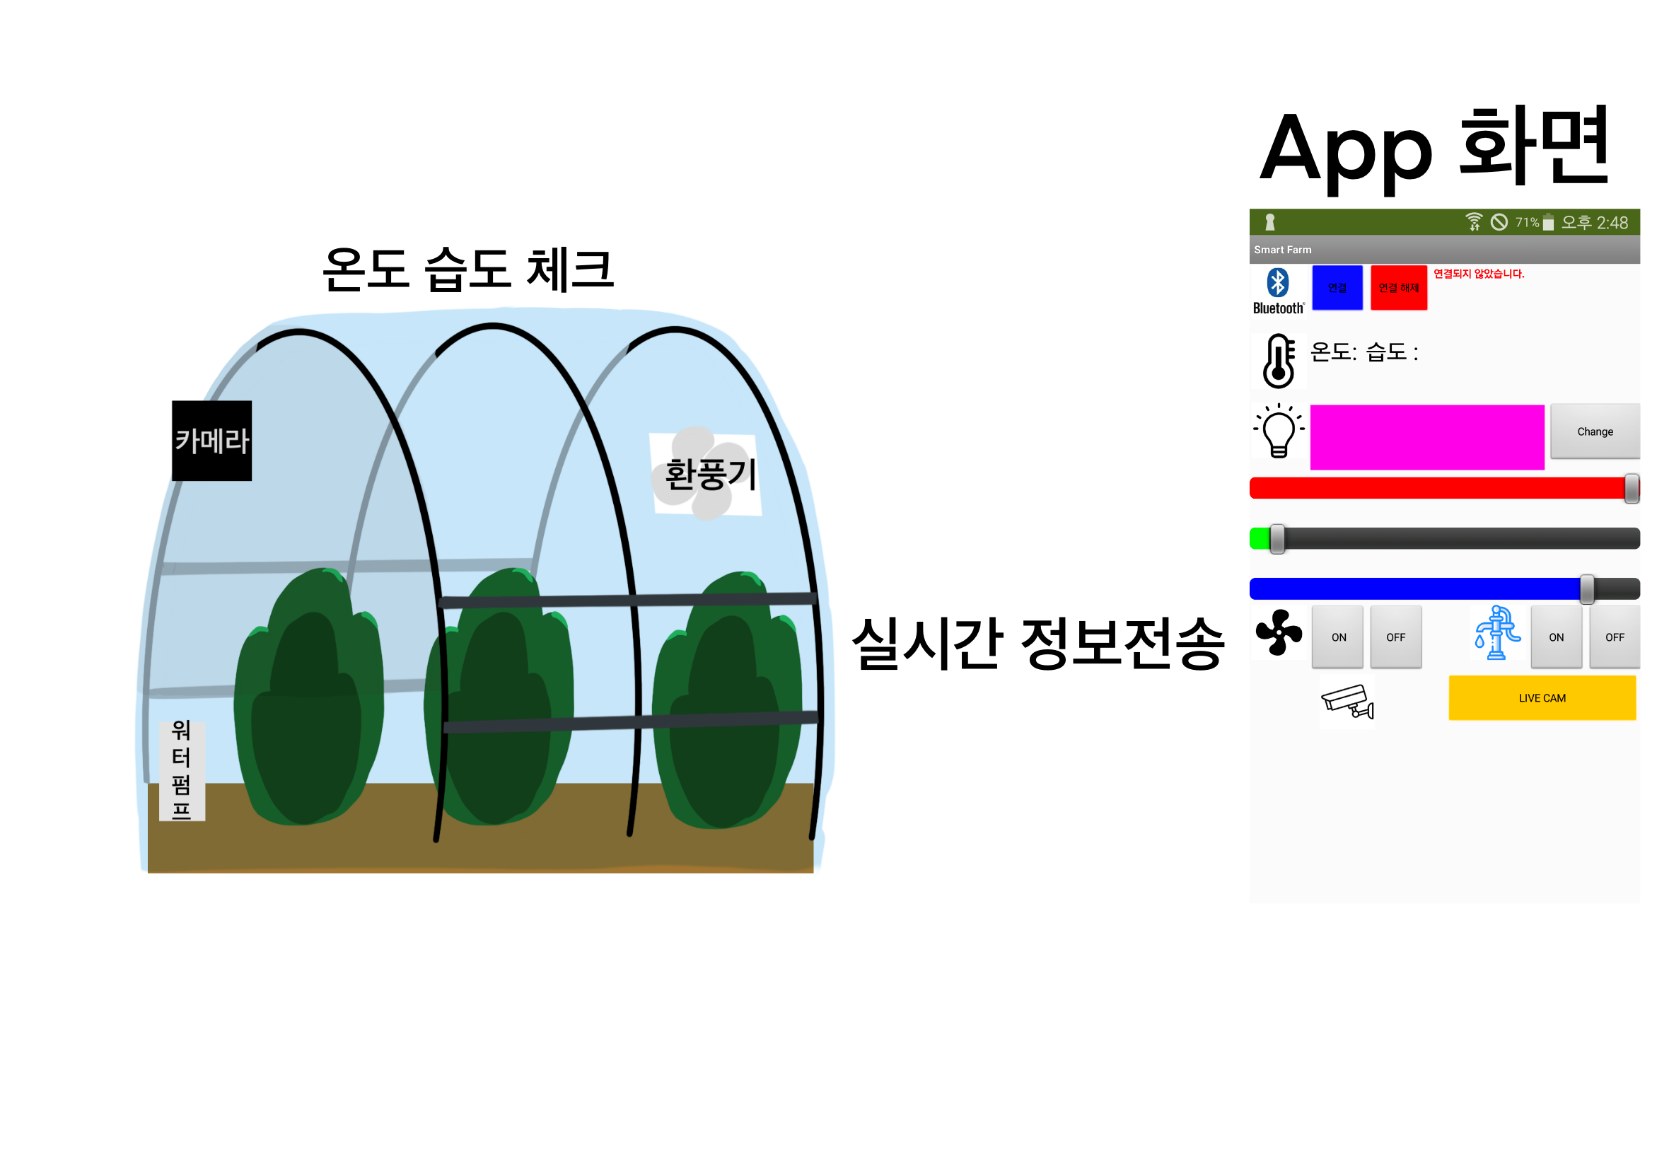 App 화면
온도 습도 체크
카메라
환풍기
워
터
펌
프
실시간 정보전송
71% 오후 2:48
Smart Farm
Bluetooth
연결
연결 해제
연결되지 않았습니다.
온도: 습도 :
Change
ON
OFF
ON
OFF
LIVE CAM